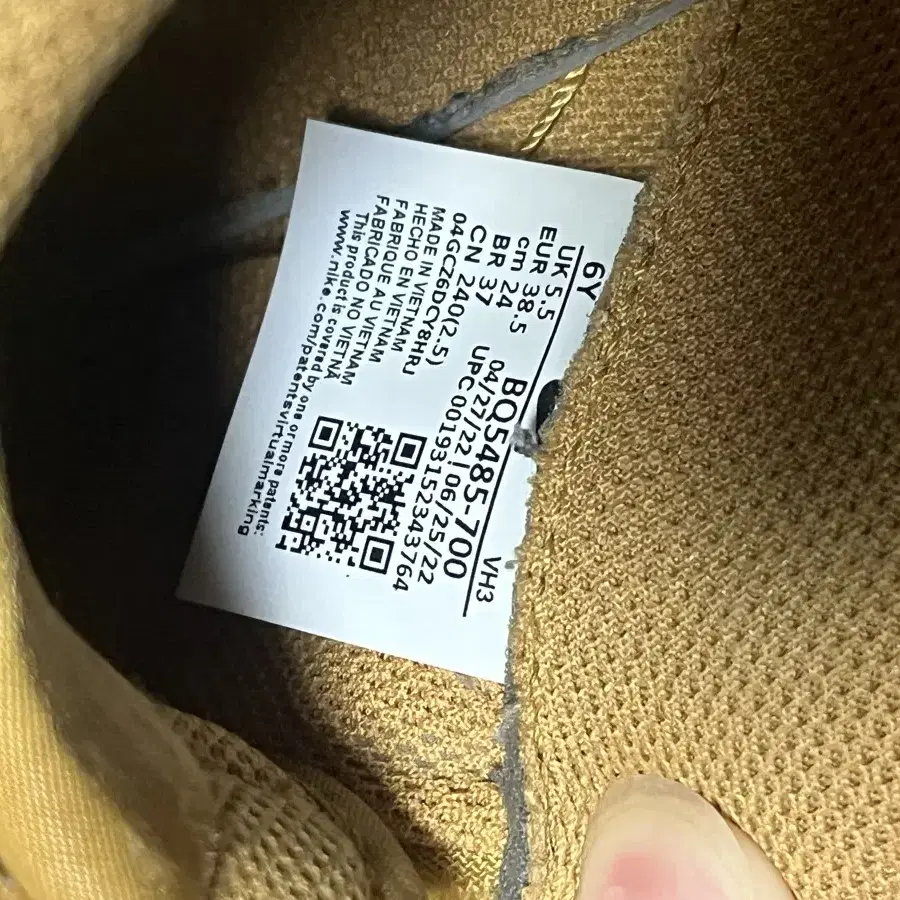 6Y VH3
UK 5.5
EUR 38.5
cm 24
BR 37
CN 240(2.5)
BQ5485-700
04/27/22 | 06/25/22
UPC 00193152343764
04GCZ6DCY8HRJ
MADE IN VIETNAM
HECHO EN VIETNAM
FABRIQUE AU VIETNAM
FABRICADO NO VIETNÃ
This product is covered by one or more patents:
www.nike.com/patentsvirtualmarking